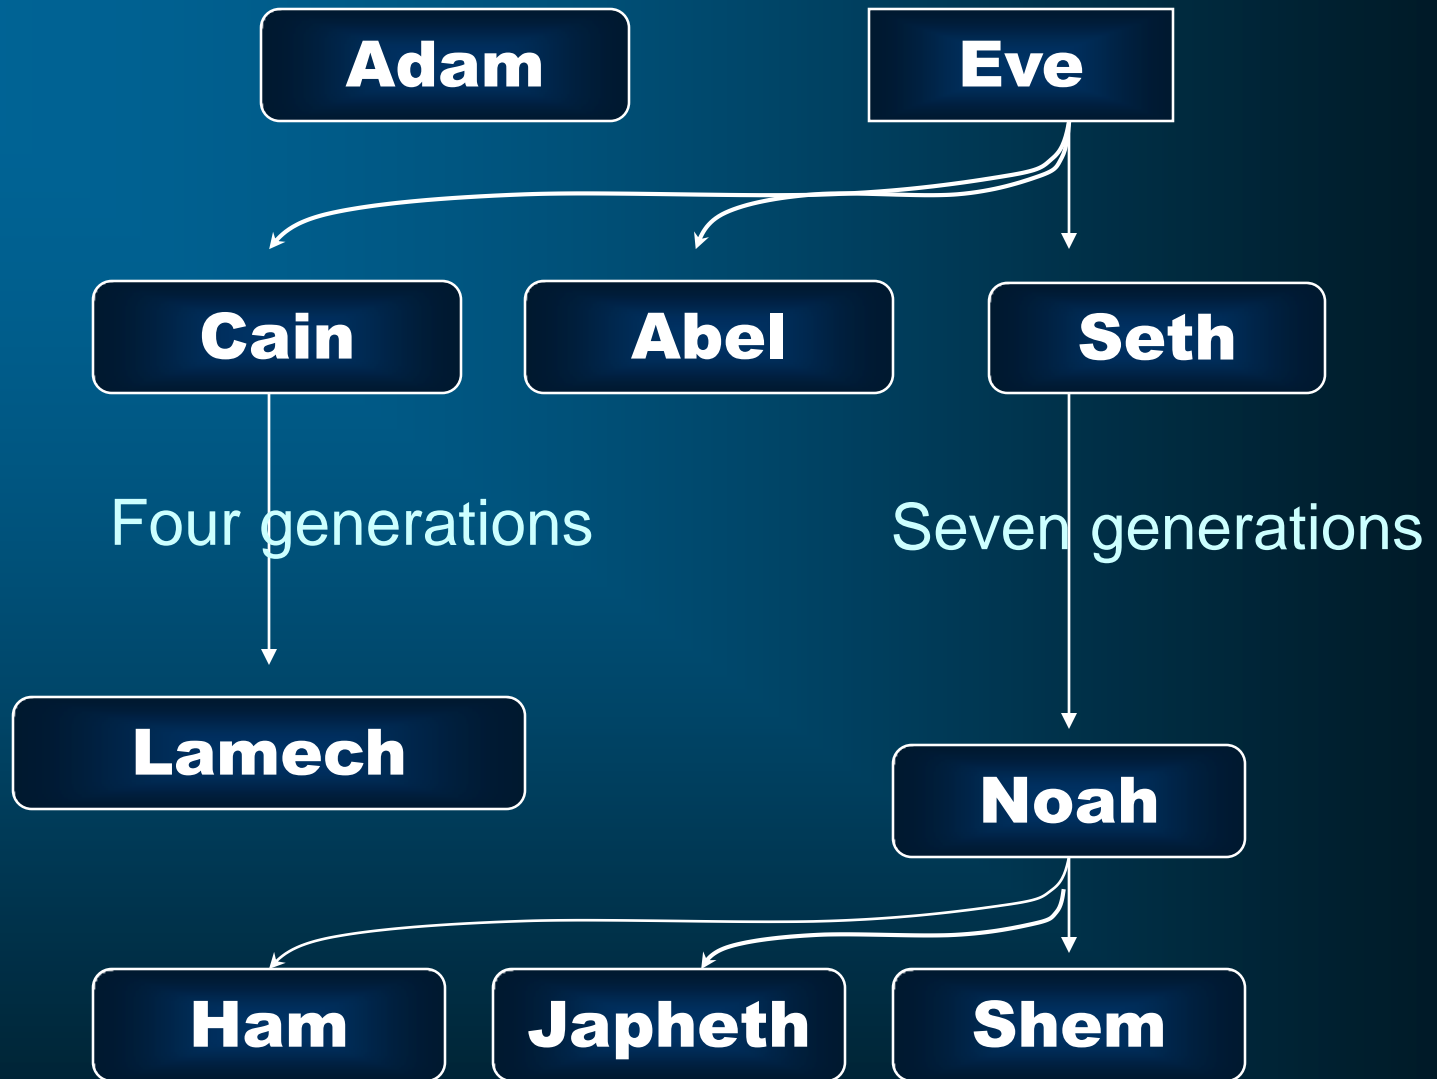 Adam
Eve
Cain
Abel
Seth
Four generations
Seven generations
Lamech
Noah
Ham
Japheth
Shem